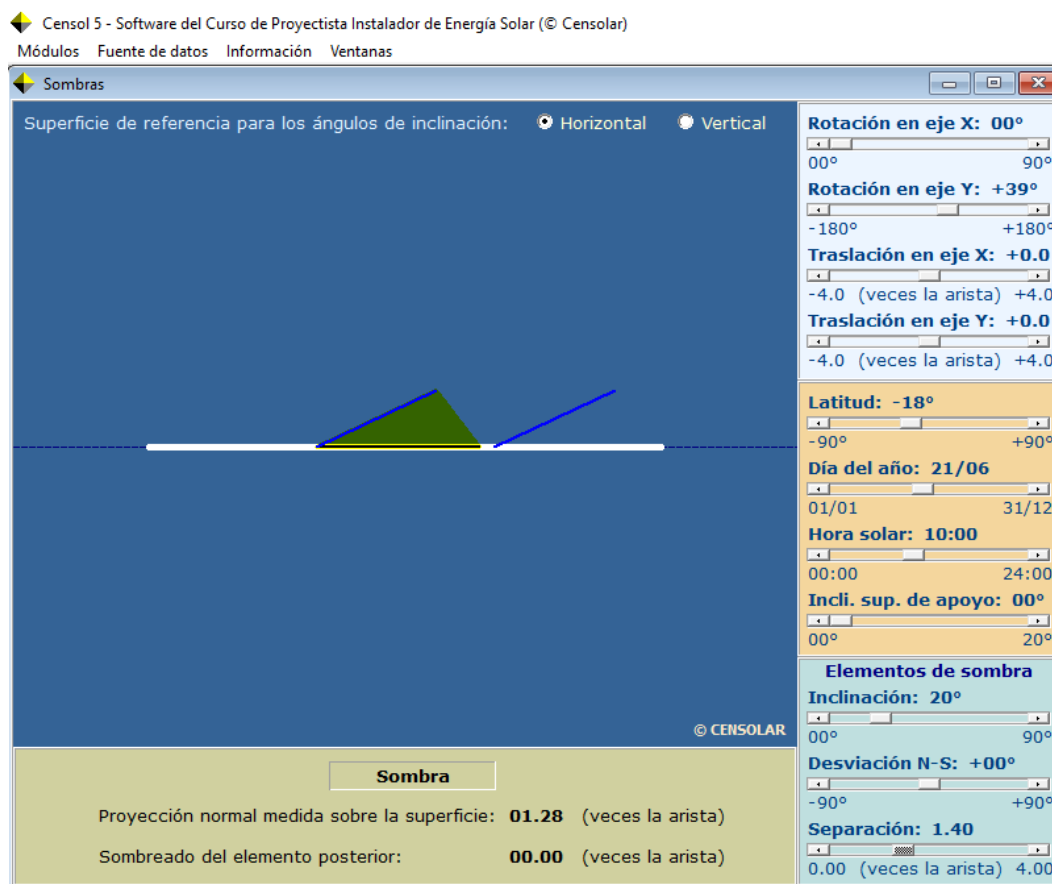 Censol 5 - Software del Curso de Proyectista Instalador de Energía Solar (© Censolar)
Módulos Fuente de datos Información Ventanas
Sombras
Superficie de referencia para los ángulos de inclinación: Horizontal Vertical
Rotación en eje X: 00°
00° 90°
Rotación en eje Y: +39°
-180° +180°
Traslación en eje X: +0.0
-4.0 (veces la arista) +4.0
Traslación en eje Y: +0.0
-4.0 (veces la arista) +4.0
Latitud: -18°
-90° +90°
Día del año: 21/06
01/01 31/12
Hora solar: 10:00
00:00 24:00
Incli. sup. de apoyo: 00°
00° 20°
Elementos de sombra
Inclinación: 20°
00° 90°
Desviación N-S: +00°
-90° +90°
Separación: 1.40
0.00 (veces la arista) 4.00
© CENSOLAR
Sombra
Proyección normal medida sobre la superficie: 01.28 (veces la arista)
Sombreado del elemento posterior: 00.00 (veces la arista)